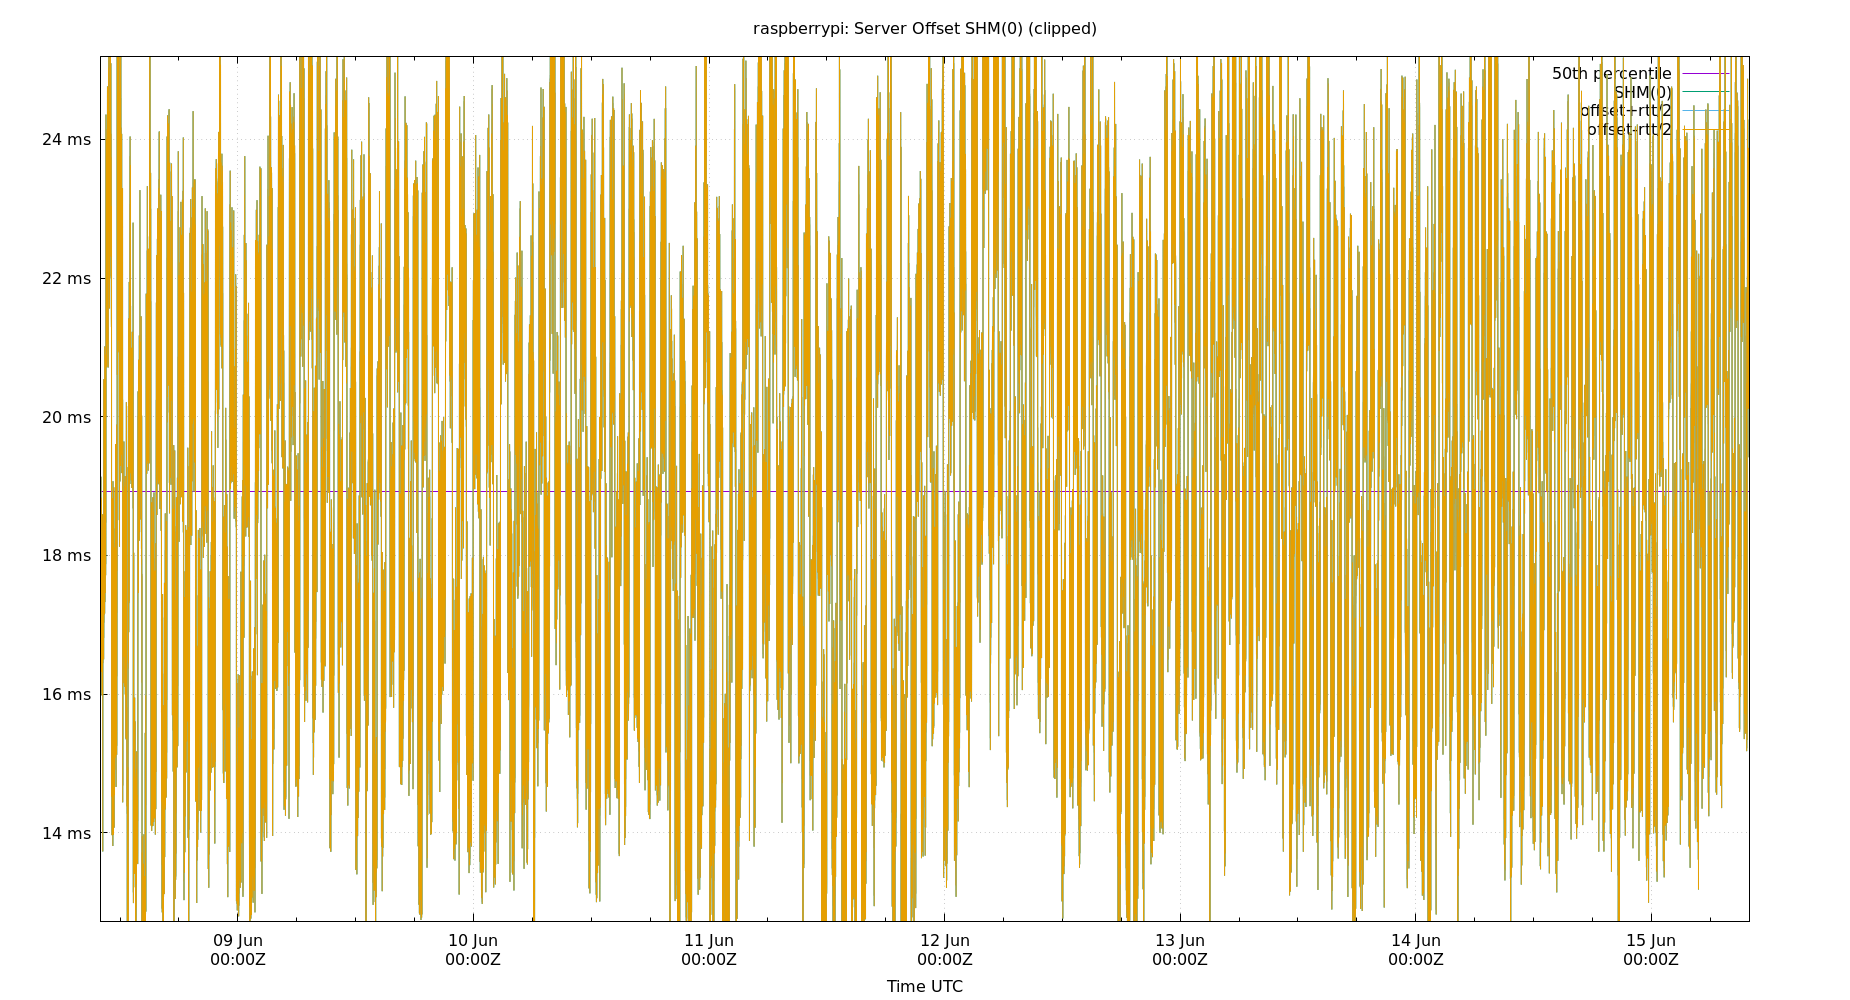 raspberrypi: Server Offset SHM(0) (clipped)
50th percentile
SHM(0)
offset+rtt/2
offset-rtt/2
24 ms
22 ms
20 ms
18 ms
16 ms
14 ms
09 Jun 10 Jun 11 Jun 12 Jun 13 Jun 14 Jun 15 Jun
00:00Z 00:00Z 00:00Z 00:00Z 00:00Z 00:00Z 00:00Z
Time UTC